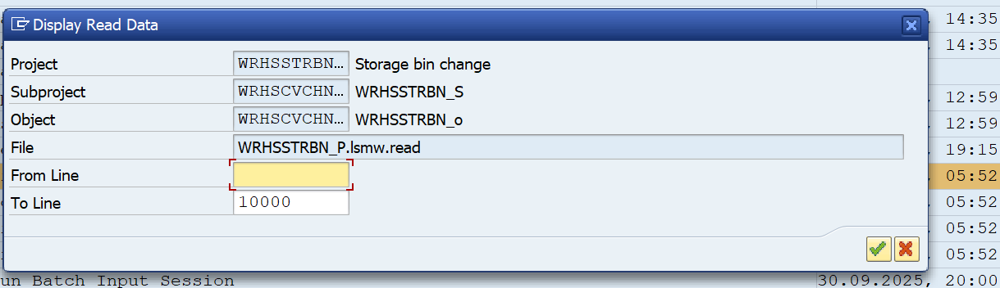 Display Read Data
14:35
14:35
Project WRHSSTRBN... Storage bin change
Subproject WRHSCVCHN... WRHSSTRBN_S
12:59
Object WRHSCVCHN... WRHSSTRBN_o
12:59
File WRHSSTRBN_P.lsmw.read
19:15
From Line
05:52
To Line 10000
05:52
05:52
05:52
un Batch Input Session 30.09.2025, 20:00